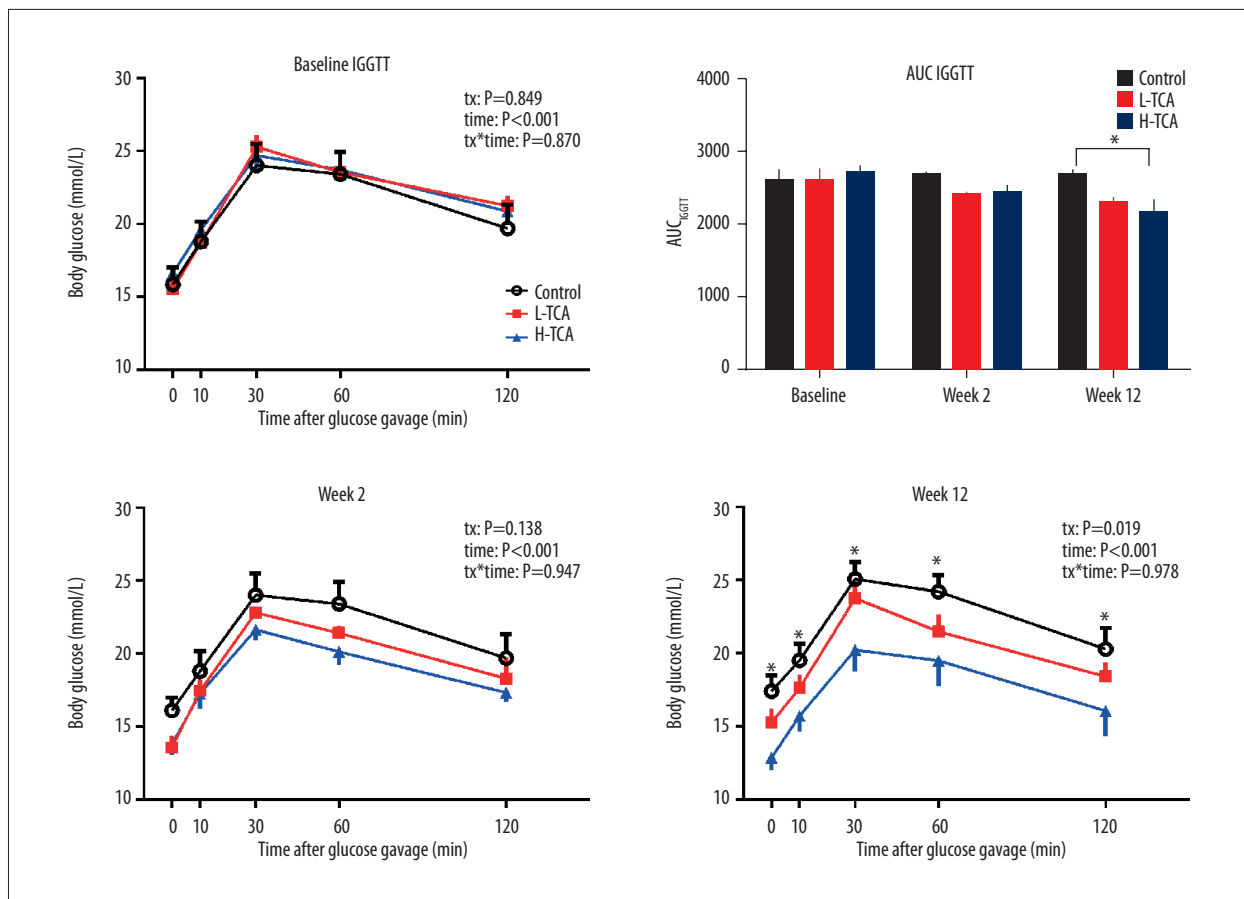 Baseline IGGTT
30
25
20
15
10
Body glucose (mmol/L)
tx: P=0.849
time: P<0.001
tx*time: P=0.870
Control
L-TCA
H-TCA
0 10 30 60 120
Time after glucose gavage (min)
AUC IGGTT
4000
3000
2000
1000
0
AUC IGGTT
Control
L-TCA
H-TCA
*
Baseline Week 2 Week 12
Week 2
30
25
20
15
10
Body glucose (mmol/L)
tx: P=0.138
time: P<0.001
tx*time: P=0.947
0 10 30 60 120
Time after glucose gavage (min)
Week 12
30
25
20
15
10
Body glucose (mmol/L)
tx: P=0.019
time: P<0.001
tx*time: P=0.978
* * * * *
0 10 30 60 120
Time after glucose gavage (min)